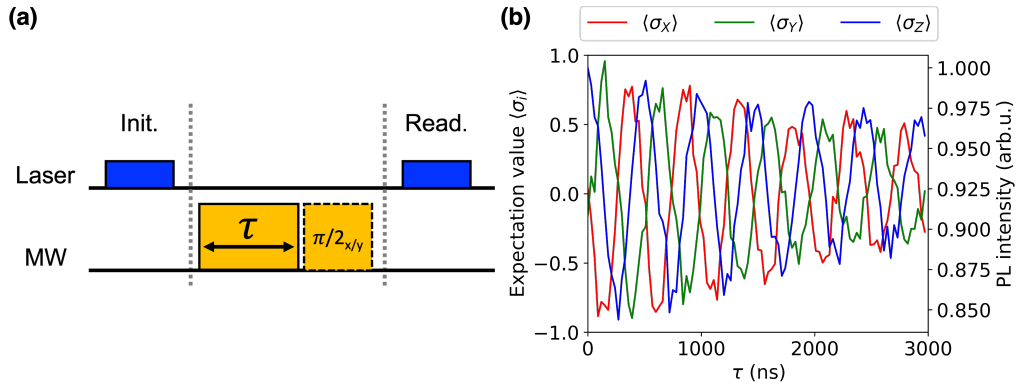 (a)
Init.
Read.
Laser
τ
π/2x/y
MW
(b)
⟨σX⟩ ⟨σY⟩ ⟨σZ⟩
Expectation value ⟨σi⟩
1.0
0.5
0.0
−0.5
−1.0
1.000
0.975
0.950
0.925
0.900
0.875
0.850
PL intensity (arb.u.)
0 1000 2000 3000
τ (ns)